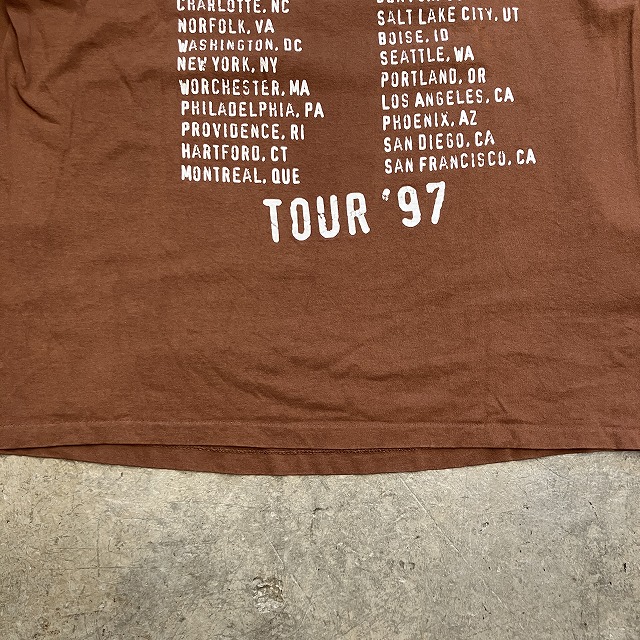 CHARLOTTE, NC
NORFOLK, VA
WASHINGTON, DC
NEW YORK, NY
WORCHESTER, MA
PHILADELPHIA, PA
PROVIDENCE, RI
HARTFORD, CT
MONTREAL, QUE
SALT LAKE CITY, UT
BOISE, ID
SEATTLE, WA
PORTLAND, OR
LOS ANGELES, CA
PHOENIX, AZ
SAN DIEGO, CA
SAN FRANCISCO, CA
TOUR '97